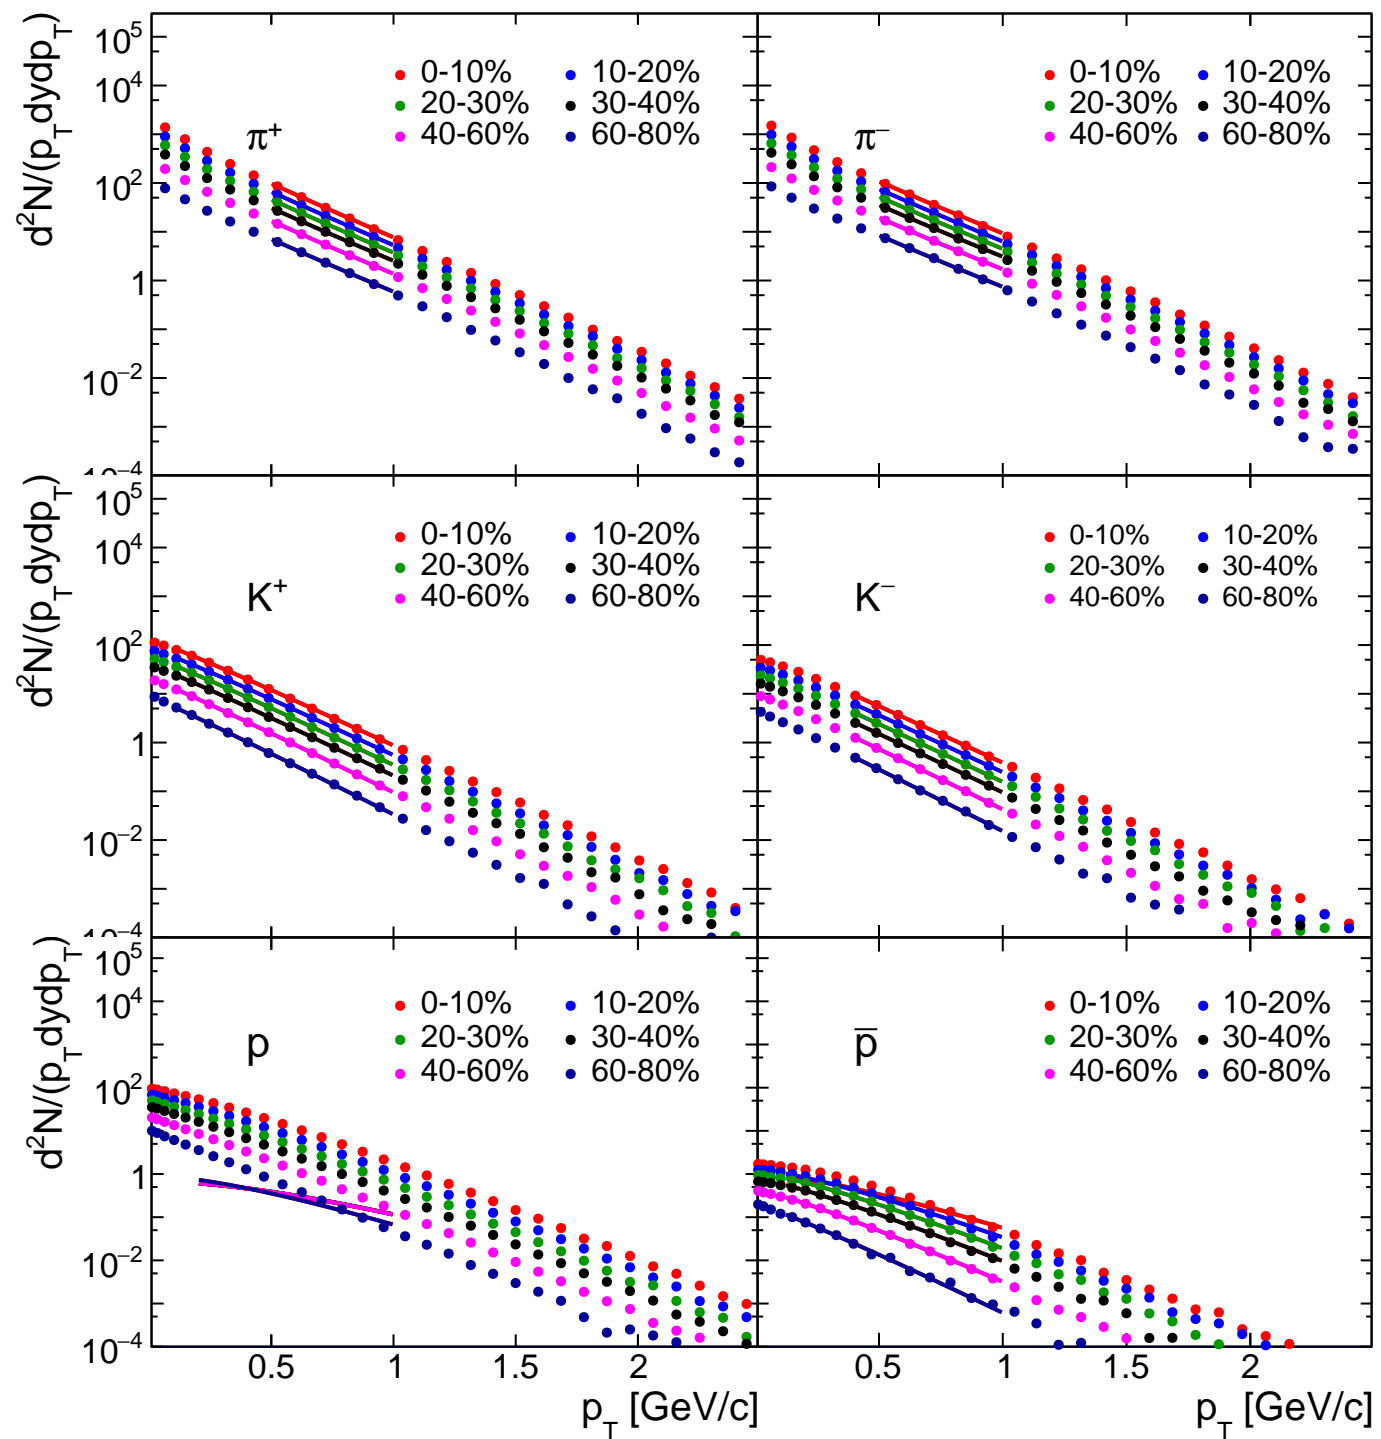 d²N/(p_T dydp_T)
10⁵
10⁴
10²
1
10⁻²
10⁻⁴
π⁺
0-10% 10-20%
20-30% 30-40%
40-60% 60-80%
π⁻
0-10% 10-20%
20-30% 30-40%
40-60% 60-80%
d²N/(p_T dydp_T)
10⁵
10⁴
10²
1
10⁻²
10⁻⁴
K⁺
0-10% 10-20%
20-30% 30-40%
40-60% 60-80%
K⁻
0-10% 10-20%
20-30% 30-40%
40-60% 60-80%
d²N/(p_T dydp_T)
10⁵
10⁴
10²
1
10⁻²
10⁻⁴
p
0-10% 10-20%
20-30% 30-40%
40-60% 60-80%
p̅
0-10% 10-20%
20-30% 30-40%
40-60% 60-80%
0.5 1 1.5 2
0.5 1 1.5 2
p_T [GeV/c]
p_T [GeV/c]